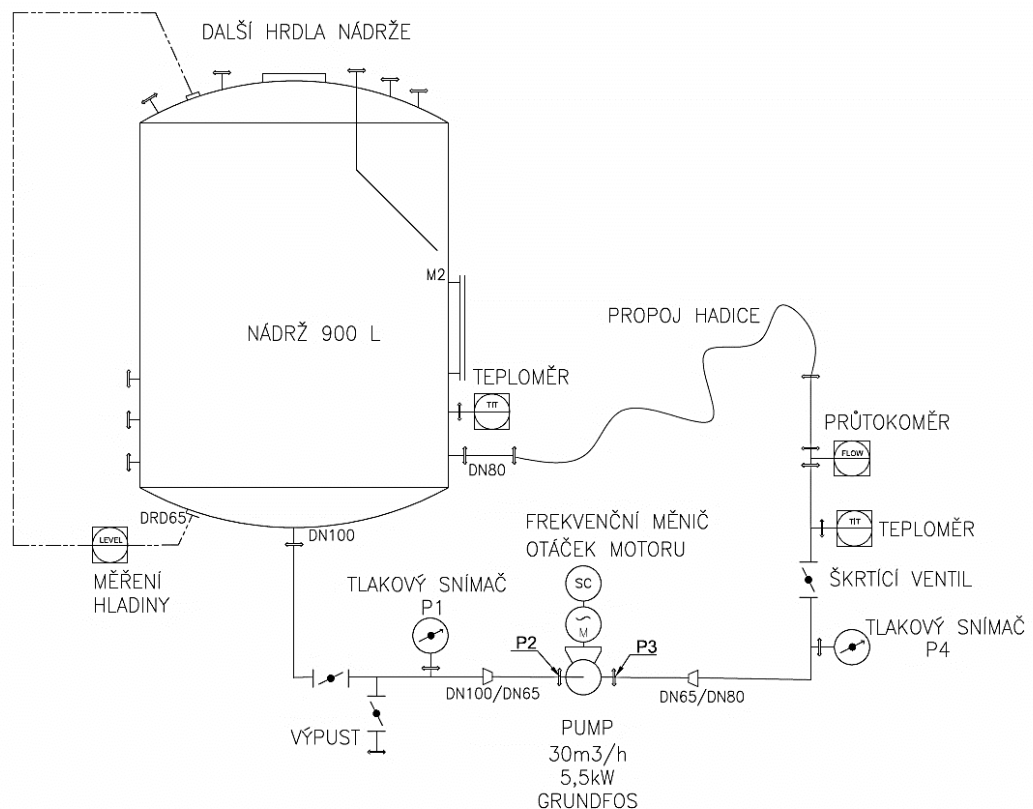 DALŠÍ HRDLA NÁDRŽE
M2
NÁDRŽ 900 L
PROPOJ HADICE
TEPLOMĚR
TIT
DN80
PRŮTOKOMĚR
FLOW
DRD65
DN100
LEVEL
MĚŘENÍ
HLADINY
FREKVENČNÍ MĚNIČ
OTÁČEK MOTORU
SC
M
TIT
TEPLOMĚR
ŠKRTÍCÍ VENTIL
TLAKOVÝ SNÍMAČ
P1
P2
P3
TLAKOVÝ SNÍMAČ
P4
DN100/DN65
DN65/DN80
VÝPUST
PUMP
30m3/h
5,5kW
GRUNDFOS